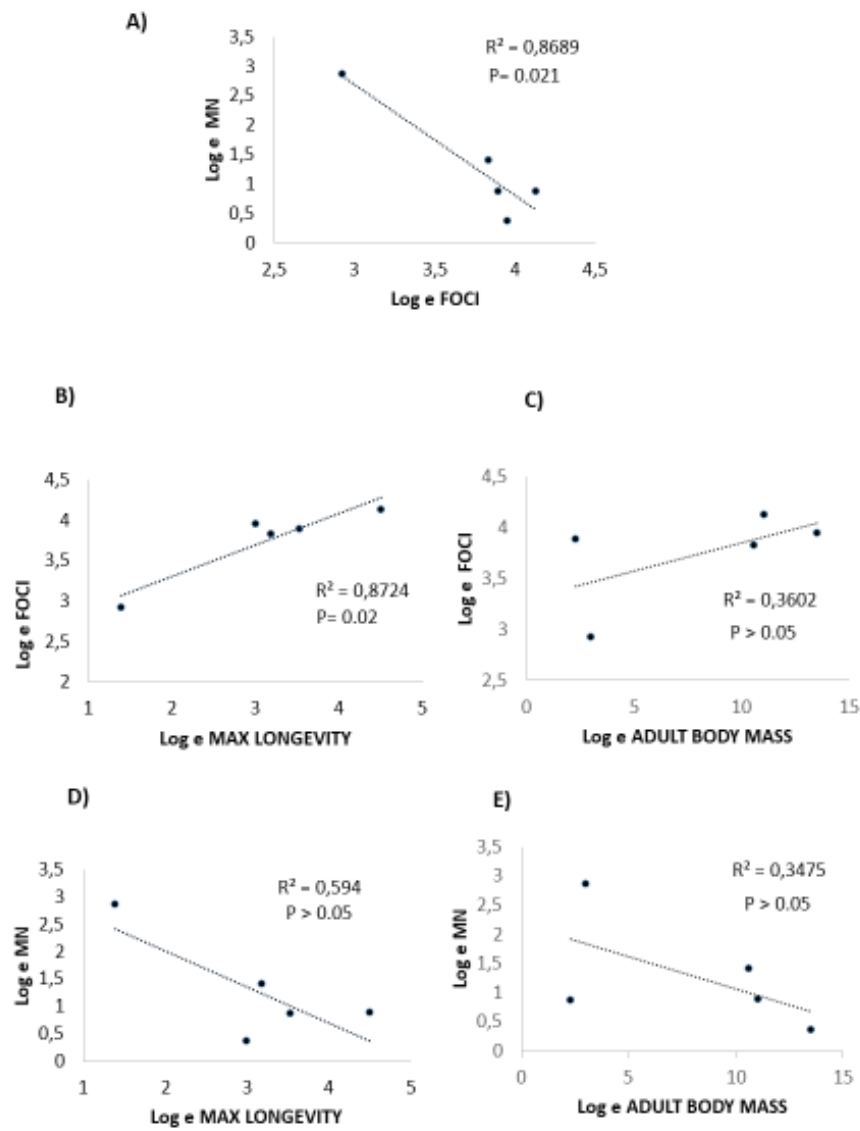 A)
3,5
3
2,5
2
1,5
1
0,5
0
Log e MN
R² = 0,8689
P= 0.021
2,5 3 3,5 4 4,5
Log e FOCI
B)
4,5
4
3,5
3
2,5
2
Log e FOCI
R² = 0,8724
P= 0.02
1 2 3 4 5
Log e MAX LONGEVITY
C)
4,5
4
3,5
3
2,5
Log e FOCI
R² = 0,3602
P > 0.05
0 5 10 15
Log e ADULT BODY MASS
D)
3,5
3
2,5
2
1,5
1
0,5
0
Log e MN
R² = 0,594
P > 0.05
1 2 3 4 5
Log e MAX LONGEVITY
E)
3,5
3
2,5
2
1,5
1
0,5
0
Log e MN
R² = 0,3475
P > 0.05
0 5 10 15
Log e ADULT BODY MASS